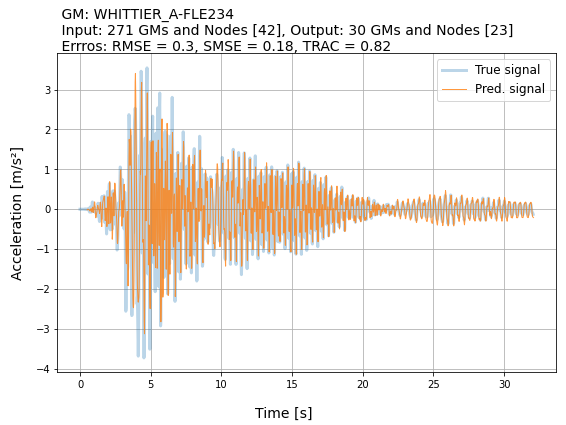 GM: WHITTIER_A-FLE234
Input: 271 GMs and Nodes [42], Output: 30 GMs and Nodes [23]
Errros: RMSE = 0.3, SMSE = 0.18, TRAC = 0.82
True signal
Pred. signal
3
2
1
0
−1
−2
−3
−4
Acceleration [m/s²]
0 5 10 15 20 25 30
Time [s]